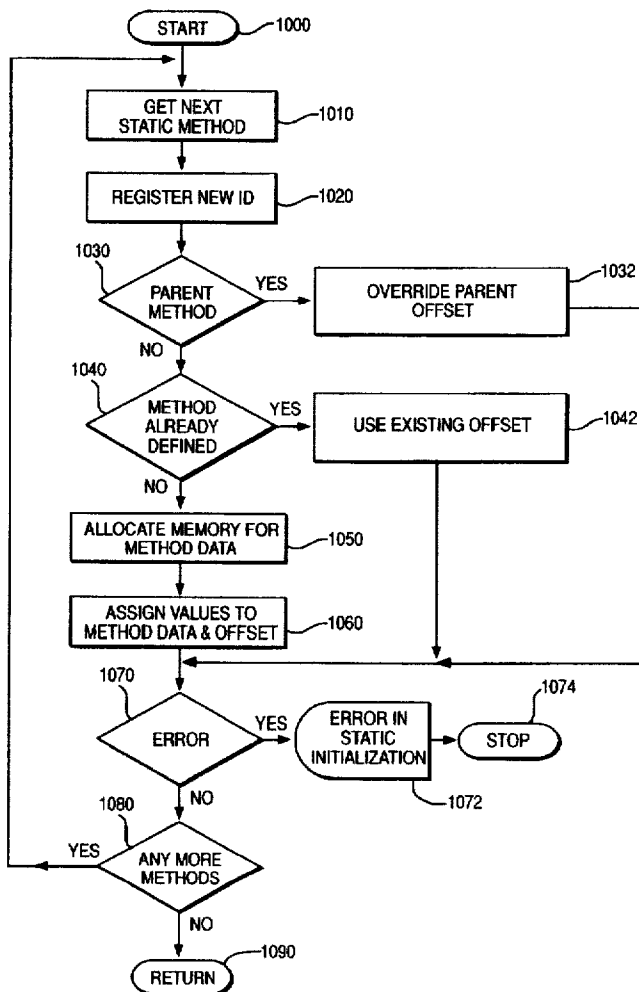 START
1000
GET NEXT
STATIC METHOD
1010
REGISTER NEW ID
1020
1030
PARENT
METHOD
YES
OVERRIDE PARENT
OFFSET
1032
NO
1040
METHOD
ALREADY
DEFINED
YES
USE EXISTING OFFSET
1042
NO
ALLOCATE MEMORY FOR
METHOD DATA
1050
ASSIGN VALUES TO
METHOD DATA & OFFSET
1060
1070
ERROR
YES
ERROR IN
STATIC
INITIALIZATION
1072
STOP
1074
NO
1080
YES
ANY MORE
METHODS
NO
RETURN
1090